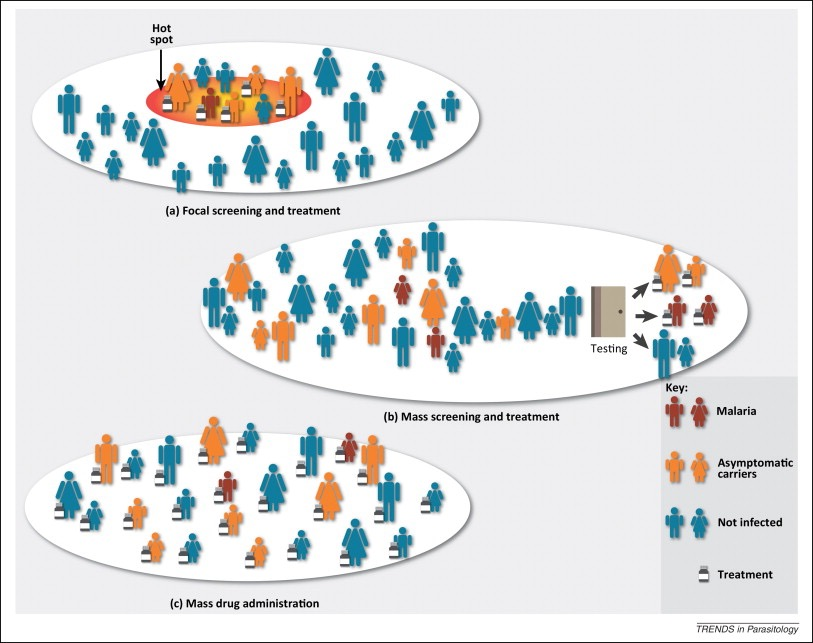 Hot
spot
(a) Focal screening and treatment
Testing
(b) Mass screening and treatment
Key:
Malaria
Asymptomatic
carriers
Not infected
Treatment
(c) Mass drug administration
TRENDS in Parasitology